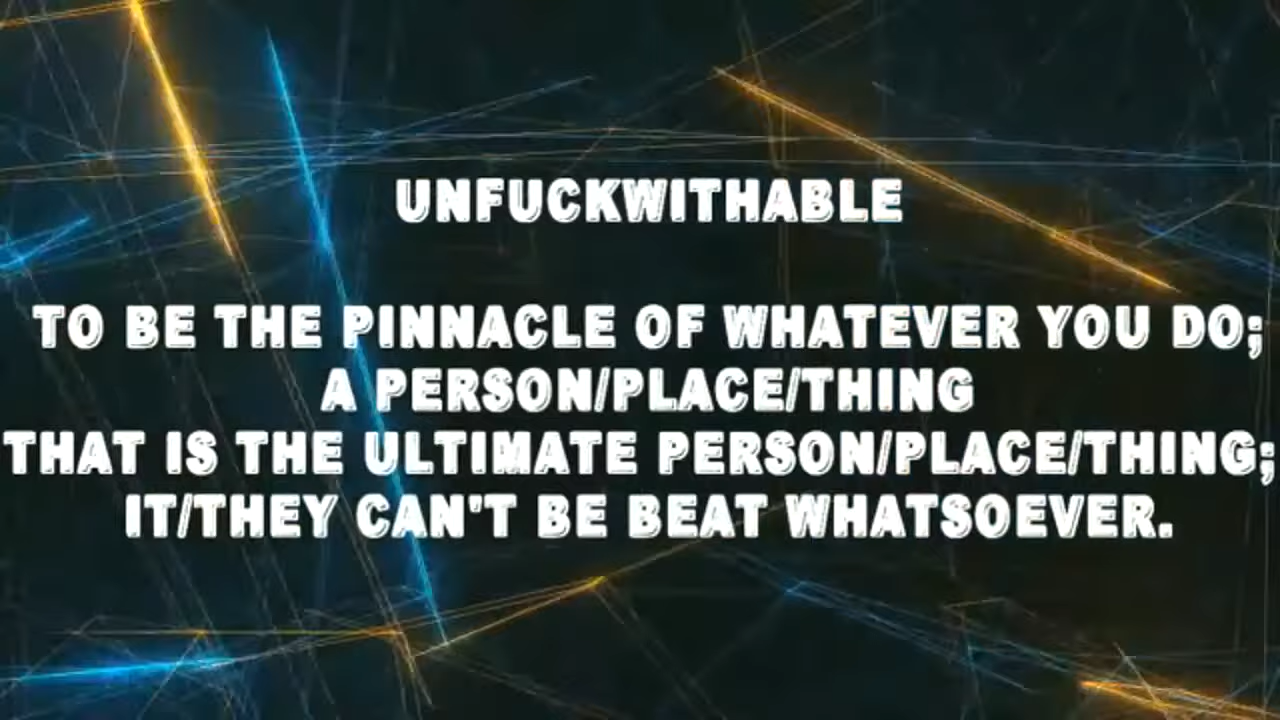 UNFUCKWITHABLE
TO BE THE PINNACLE OF WHATEVER YOU DO;
A PERSON/PLACE/THING
THAT IS THE ULTIMATE PERSON/PLACE/THING;
IT/THEY CAN'T BE BEAT WHATSOEVER.